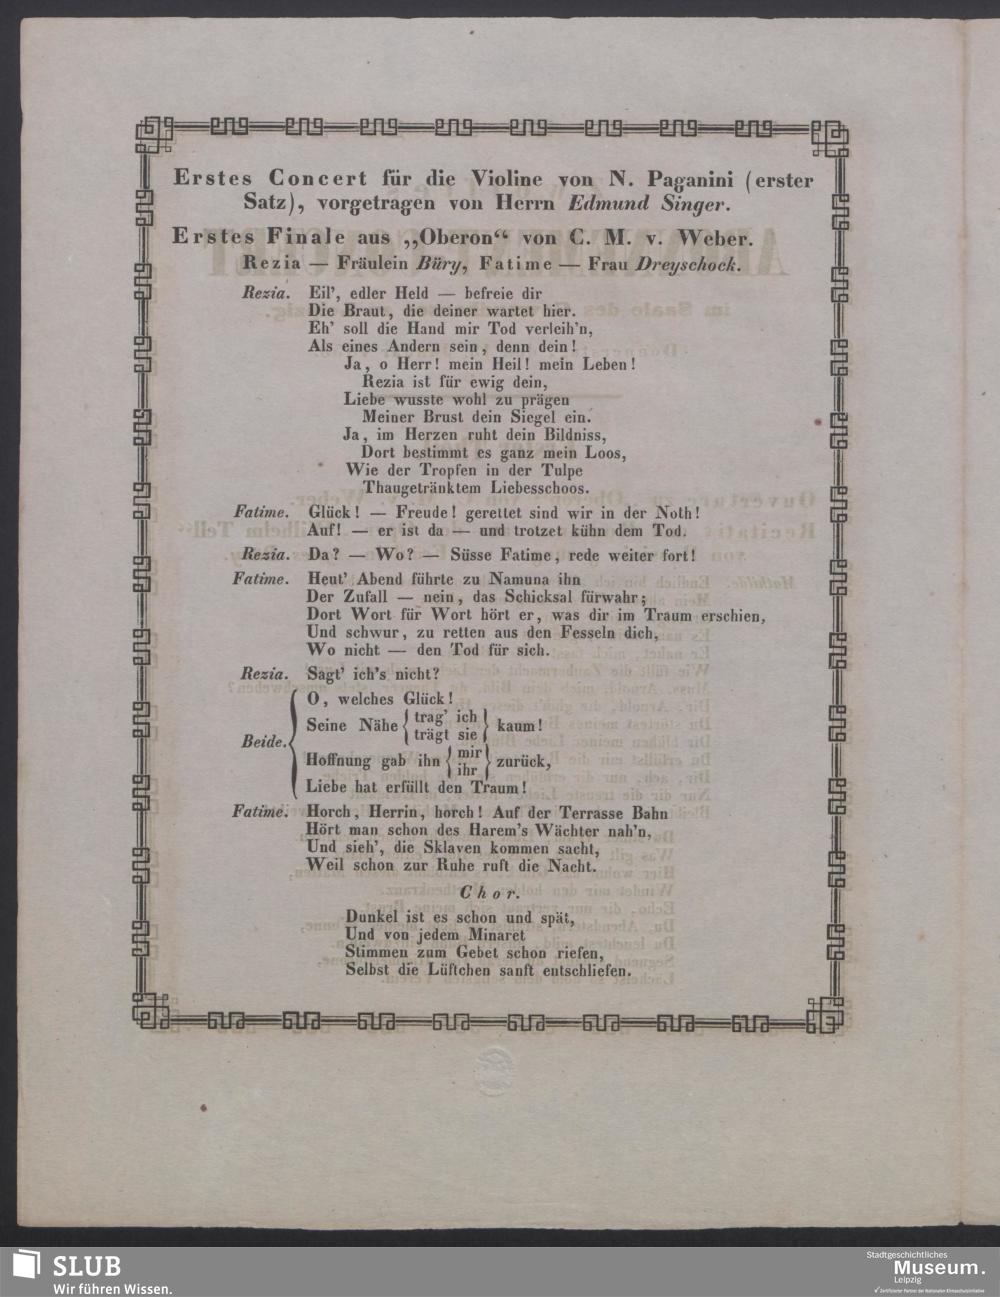 Erstes Concert für die Violine von N. Paganini (erster
Satz), vorgetragen von Herrn Edmund Singer.
Erstes Finale aus „Oberon“ von C. M. v. Weber.
Rezia — Fräulein Büry, Fatime — Frau Dreyschock.
Rezia. Eil', edler Held — befreie dir
Die Braut, die deiner wartet hier.
Eh' soll die Hand mir Tod verleih'n,
Als eines Andern sein, denn dein!
Ja, o Herr! mein Heil! mein Leben!
Rezia ist für ewig dein,
Liebe wusste wohl zu prägen
Meiner Brust dein Siegel ein.
Ja, im Herzen ruht dein Bildniss,
Dort bestimmt es ganz mein Loos,
Wie der Tropfen in der Tulpe
Thaugetränktem Liebesschoos.
Fatime. Glück! — Freude! gerettet sind wir in der Noth!
Auf! — er ist da — und trotzet kühn dem Tod.
Rezia. Da? — Wo? — Süsse Fatime, rede weiter fort!
Fatime. Heut' Abend führte zu Namuna ihn
Der Zufall — nein, das Schicksal fürwahr;
Dort Wort für Wort hört er, was dir im Traum erschien,
Und schwur, zu retten aus den Fesseln dich,
Wo nicht — den Tod für sich.
Rezia. Sagt' ich's nicht?
Beide. O, welches Glück!
Seine Nähe { trag' ich / trägt sie } kaum!
Hoffnung gab ihn { mir / ihr } zurück,
Liebe hat erfüllt den Traum!
Fatime. Horch, Herrin, horch! Auf der Terrasse Bahn
Hört man schon des Harem's Wächter nah'n,
Und sieh', die Sklaven kommen sacht,
Weil schon zur Ruhe ruft die Nacht.
Chor.
Dunkel ist es schon und spät,
Und von jedem Minaret
Stimmen zum Gebet schon riefen,
Selbst die Lüftchen sanft entschliefen.
SLUB
Wir führen Wissen.
Stadtgeschichtliches
Museum.
Leipzig
Zertifizierter Partner der Nationalen Klimaschutzinitiative